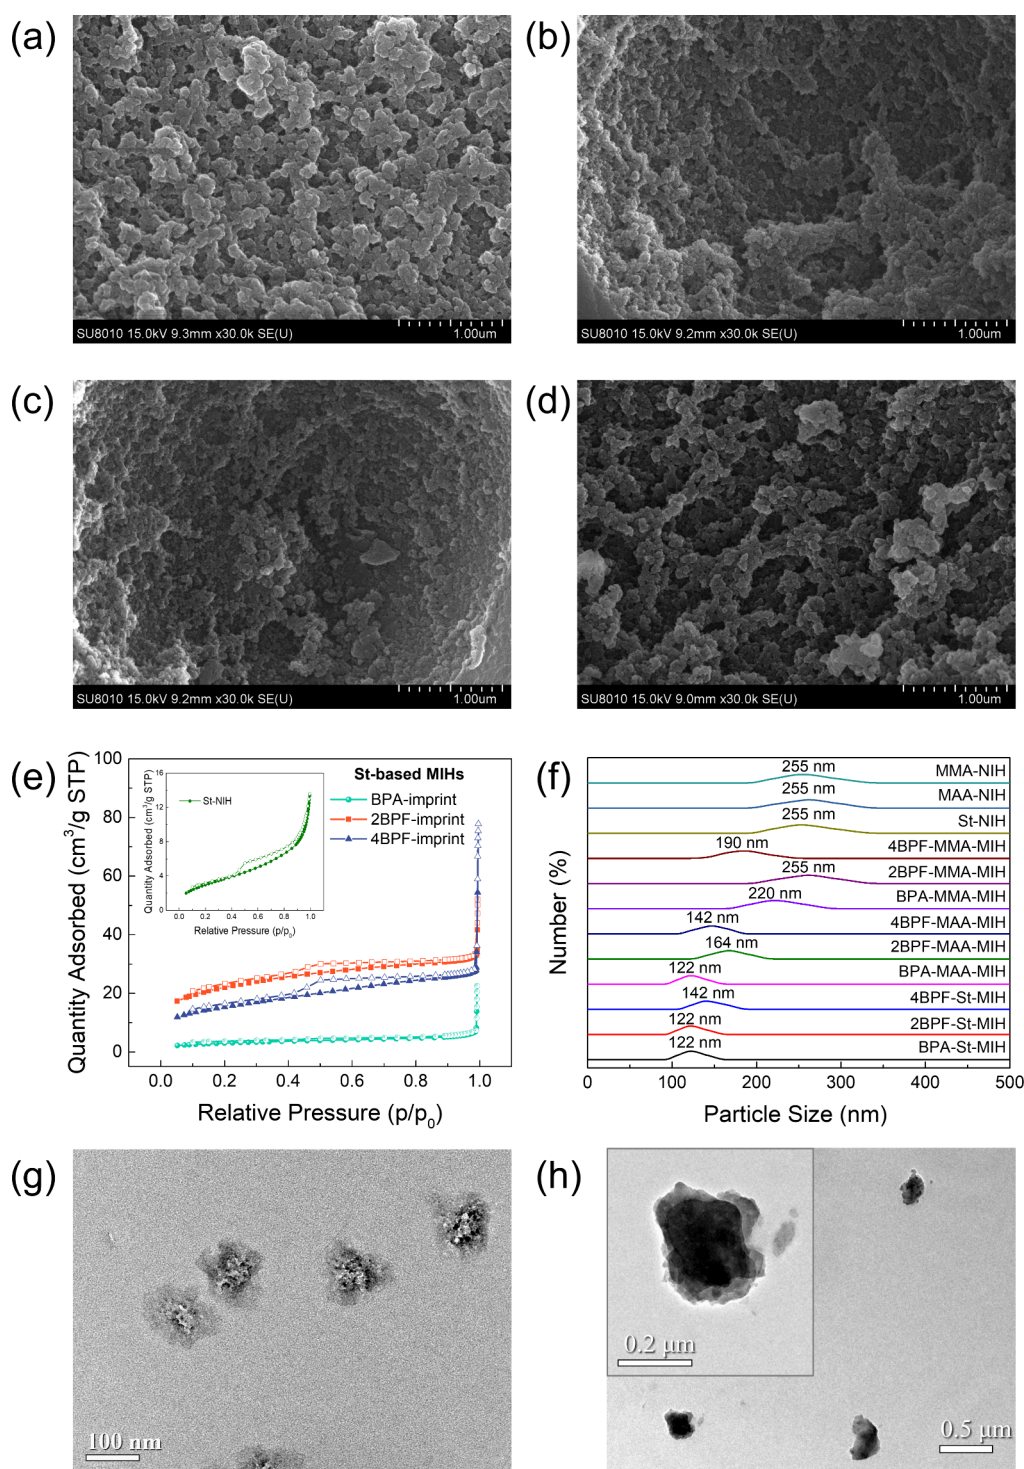 (a)
SU8010 15.0kV 9.3mm x30.0k SE(U)
1.00um
(b)
SU8010 15.0kV 9.2mm x30.0k SE(U)
1.00um
(c)
SU8010 15.0kV 9.2mm x30.0k SE(U)
1.00um
(d)
SU8010 15.0kV 9.0mm x30.0k SE(U)
1.00um
(e)
Quantity Adsorbed (cm³/g STP)
100
80
60
40
20
0
0.0 0.2 0.4 0.6 0.8 1.0
Relative Pressure (p/p₀)
St-based MIHs
BPA-imprint
2BPF-imprint
4BPF-imprint
Quantity Adsorbed (cm³/g STP)
16
12
8
4
0
St-NIH
0.0 0.2 0.4 0.6 0.8 1.0
Relative Pressure (p/p₀)
(f)
Number (%)
255 nm MMA-NIH
255 nm MAA-NIH
255 nm St-NIH
190 nm 4BPF-MMA-MIH
255 nm 2BPF-MMA-MIH
220 nm BPA-MMA-MIH
142 nm 4BPF-MAA-MIH
164 nm 2BPF-MAA-MIH
122 nm BPA-MAA-MIH
142 nm 4BPF-St-MIH
122 nm 2BPF-St-MIH
122 nm BPA-St-MIH
0 100 200 300 400 500
Particle Size (nm)
(g)
100 nm
(h)
0.2 µm
0.5 µm